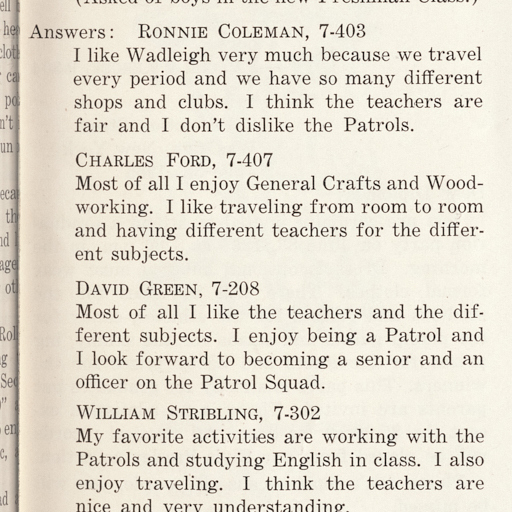 (Asked of boys in the new Freshman Class.)
Answers: RONNIE COLEMAN, 7-403
I like Wadleigh very much because we travel
every period and we have so many different
shops and clubs. I think the teachers are
fair and I don't dislike the Patrols.
CHARLES FORD, 7-407
Most of all I enjoy General Crafts and Wood-
working. I like traveling from room to room
and having different teachers for the differ-
ent subjects.
DAVID GREEN, 7-208
Most of all I like the teachers and the dif-
ferent subjects. I enjoy being a Patrol and
I look forward to becoming a senior and an
officer on the Patrol Squad.
WILLIAM STRIBLING, 7-302
My favorite activities are working with the
Patrols and studying English in class. I also
enjoy traveling. I think the teachers are
nice and very understanding.